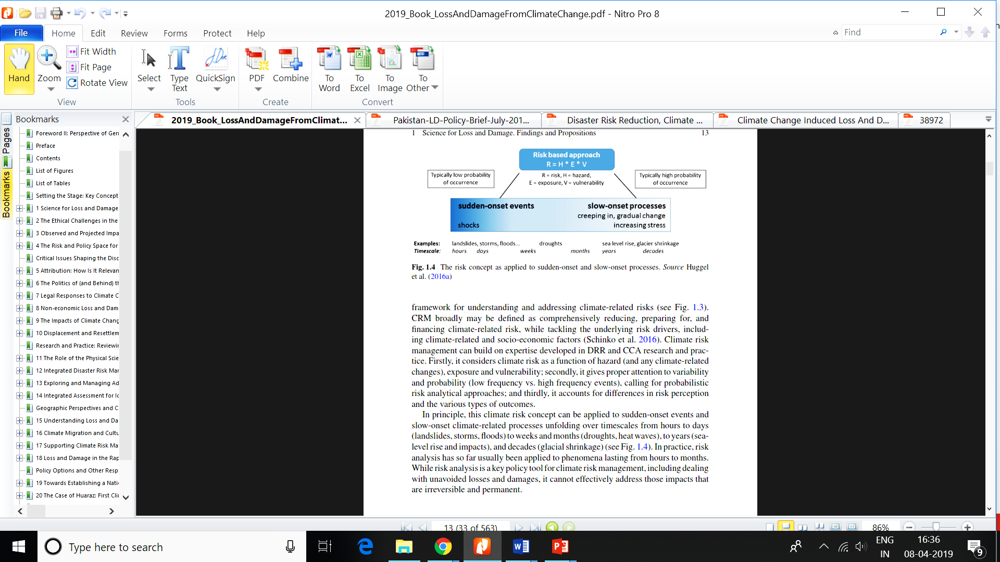 2019_Book_LossAndDamageFromClimateChange.pdf - Nitro Pro 8
File Home Edit Review Forms Protect Help
Find
Hand
Zoom
Fit Width
Fit Page
Rotate View
View
Select
Type Text
QuickSign
Tools
PDF
Combine
Create
To Word
To Excel
To Image
To Other
Convert
Pages
Bookmarks
Bookmarks
Foreword II: Perspective of Ger
Preface
Contents
List of Figures
List of Tables
Setting the Stage: Key Concept
1 Science for Loss and Damage
2 The Ethical Challenges in the
3 Observed and Projected Impa
4 The Risk and Policy Space for
Critical Issues Shaping the Disc
5 Attribution: How Is It Relevan
6 The Politics of (and Behind) th
7 Legal Responses to Climate C
8 Non-economic Loss and Dam
9 The Impacts of Climate Chang
10 Displacement and Resettlem
Research and Practice: Reviewin
11 The Role of the Physical Scie
12 Integrated Disaster Risk Mar
13 Exploring and Managing Ad
14 Integrated Assessment for Ic
Geographic Perspectives and C
15 Understanding Loss and Da
16 Climate Migration and Cultu
17 Supporting Climate Risk Ma
18 Loss and Damage in the Rap
Policy Options and Other Resp
19 Towards Establishing a Nati
20 The Case of Huaraz: First Cli
2019_Book_LossAndDamageFromClimat...
Pakistan-LD-Policy-Brief-July-201...
Disaster Risk Reduction, Climate ...
Climate Change Induced Loss And D...
38972
1 Science for Loss and Damage. Findings and Propositions 13
Risk based approach
R = H * E * V
Typically low probability
of occurrence
R = risk, H = hazard,
E = exposure, V = vulnerability
Typically high probability
of occurrence
sudden-onset events
shocks
slow-onset processes
creeping in, gradual change
increasing stress
Examples: landslides, storms, floods... droughts sea level rise, glacier shrinkage
Timescale: hours days weeks months years decades
Fig. 1.4 The risk concept as applied to sudden-onset and slow-onset processes. Source Huggel
et al. (2016a)
framework for understanding and addressing climate-related risks (see Fig. 1.3).
CRM broadly may be defined as comprehensively reducing, preparing for, and
financing climate-related risk, while tackling the underlying risk drivers, includ-
ing climate-related and socio-economic factors (Schinko et al. 2016). Climate risk
management can build on expertise developed in DRR and CCA research and prac-
tice. Firstly, it considers climate risk as a function of hazard (and any climate-related
changes), exposure and vulnerability; secondly, it gives proper attention to variability
and probability (low frequency vs. high frequency events), calling for probabilistic
risk analytical approaches; and thirdly, it accounts for differences in risk perception
and the various types of outcomes.
In principle, this climate risk concept can be applied to sudden-onset events and
slow-onset climate-related processes unfolding over timescales from hours to days
(landslides, storms, floods) to weeks and months (droughts, heat waves), to years (sea-
level rise and impacts), and decades (glacial shrinkage) (see Fig. 1.4). In practice, risk
analysis has so far usually been applied to phenomena lasting from hours to months.
While risk analysis is a key policy tool for climate risk management, including dealing
with unavoided losses and damages, it cannot effectively address those impacts that
are irreversible and permanent.
13 (33 of 563)
86%
Type here to search
ENG
IN
16:36
08-04-2019
9